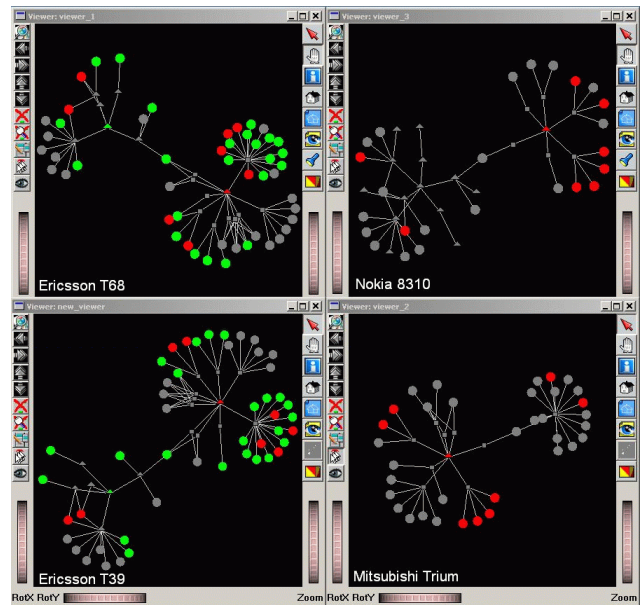 Viewer: viewer_1
Viewer: viewer_3
Ericsson T68
Nokia 8310
Viewer: new_viewer
Viewer: viewer_2
Ericsson T39
Mitsubishi Trium
RotX RotY
Zoom
RotX RotY
Zoom